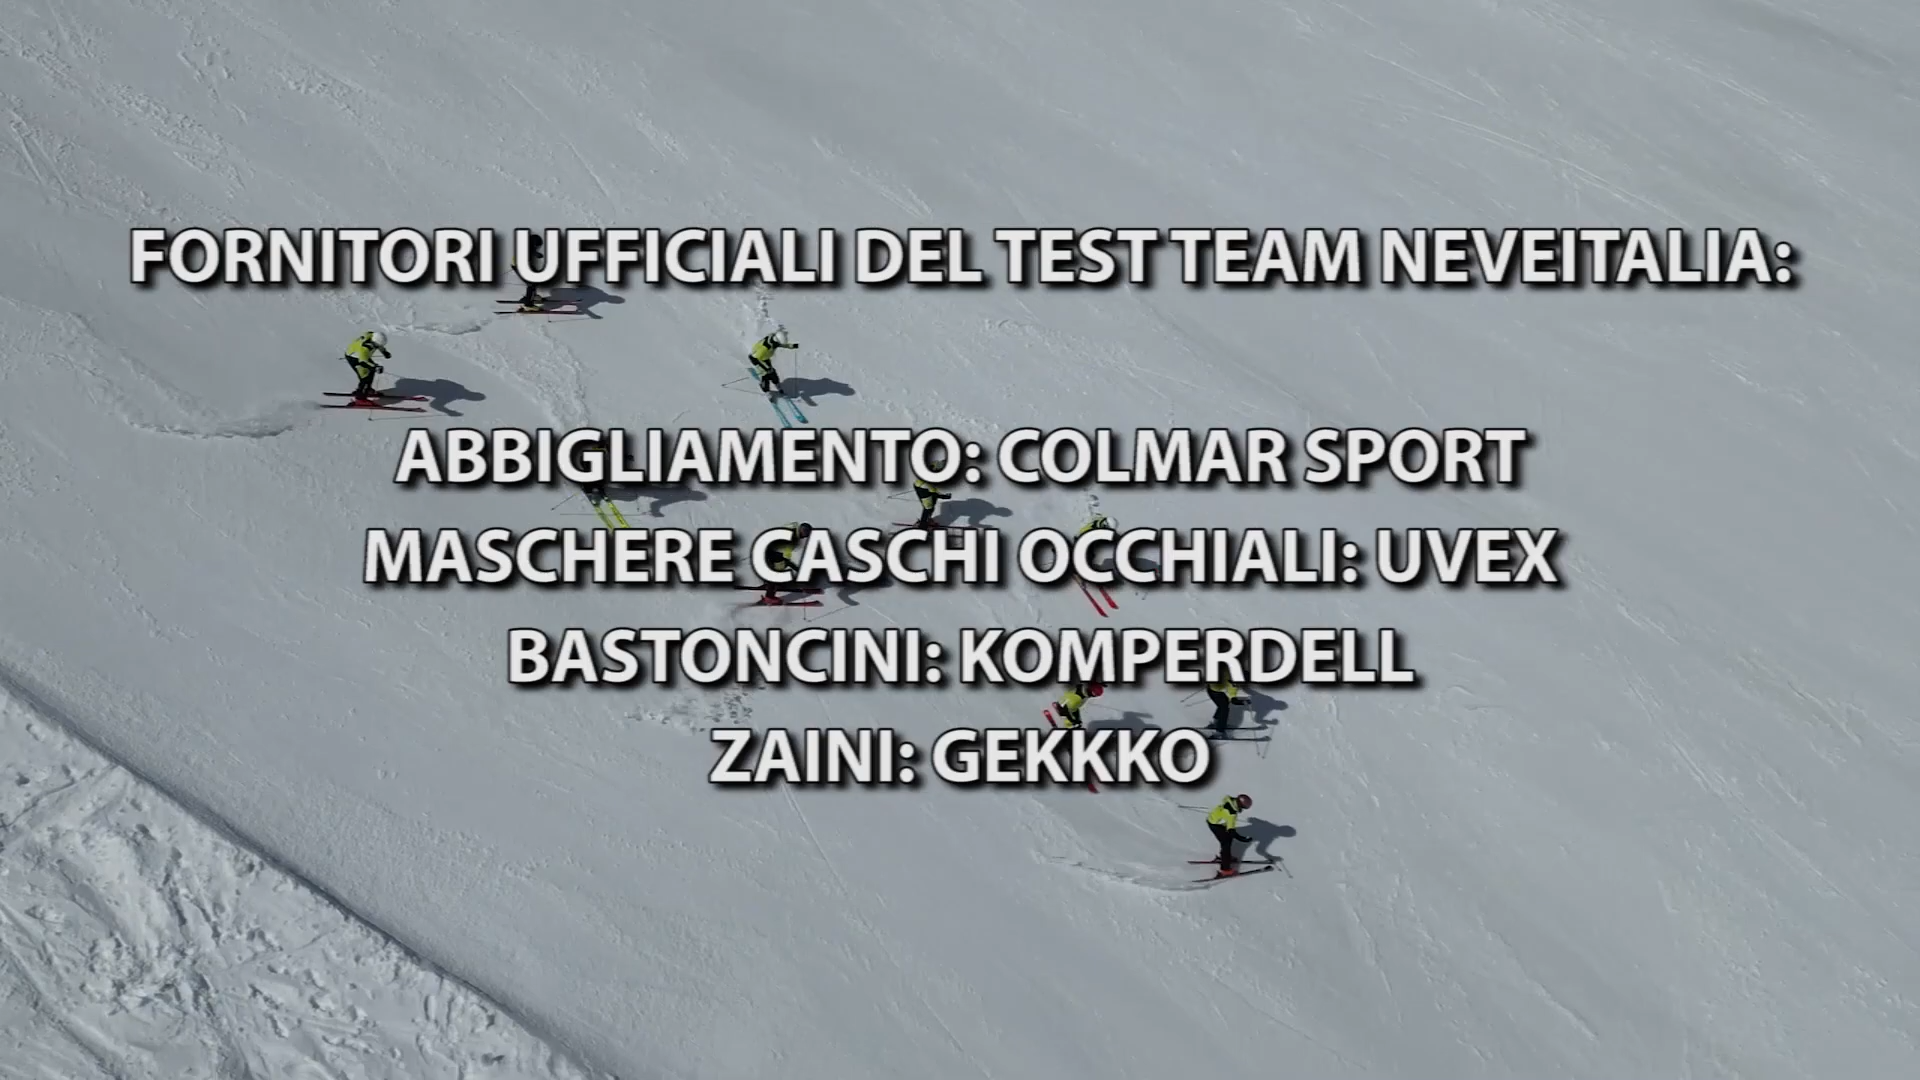 FORNITORI UFFICIALI DEL TEST TEAM NEVEITALIA:
ABBIGLIAMENTO: COLMAR SPORT
MASCHERE CASCHI OCCHIALI: UVEX
BASTONCINI: KOMPERDELL
ZAINI: GEKKKO